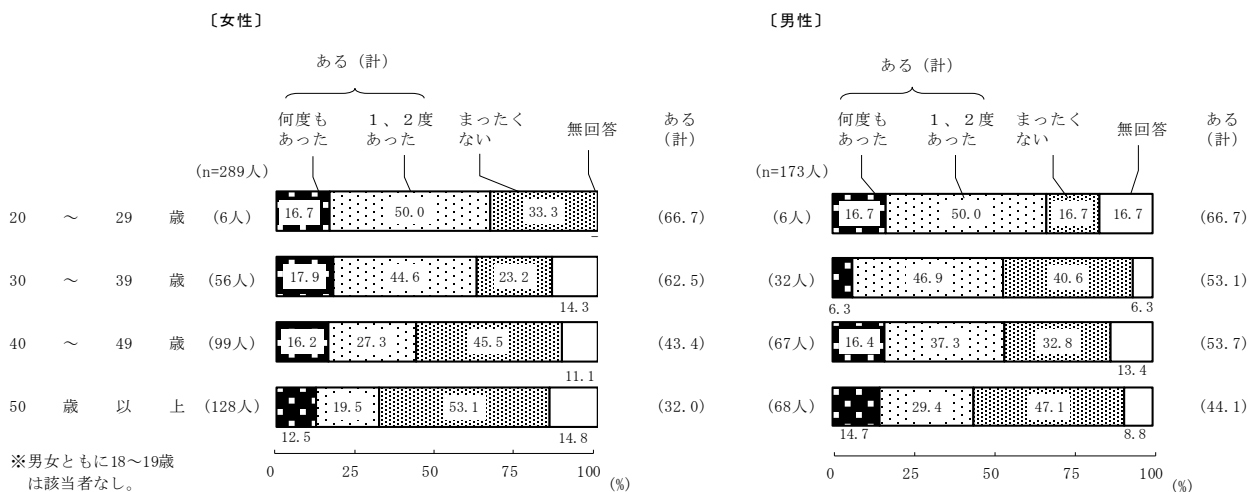 〔女性〕 〔男性〕
ある（計） ある（計）
何度も １、２度 まったく ある 何度も １、２度 まったく ある
あった あった ない 無回答 （計） あった あった ない 無回答 （計）
(n=289人) (n=173人)
20 ～ 29 歳 (6人) 16.7 50.0 33.3 (66.7) (6人) 16.7 50.0 16.7 16.7 (66.7)
－
30 ～ 39 歳 (56人) 17.9 44.6 23.2 (62.5) (32人) 46.9 40.6 (53.1)
14.3 6.3 6.3
40 ～ 49 歳 (99人) 16.2 27.3 45.5 (43.4) (67人) 16.4 37.3 32.8 (53.7)
11.1 13.4
50 歳 以 上 (128人) 19.5 53.1 (32.0) (68人) 29.4 47.1 (44.1)
12.5 14.8 14.7 8.8
※男女ともに18～19歳
は該当者なし。
0 25 50 75 100 (%) 0 25 50 75 100 (%)